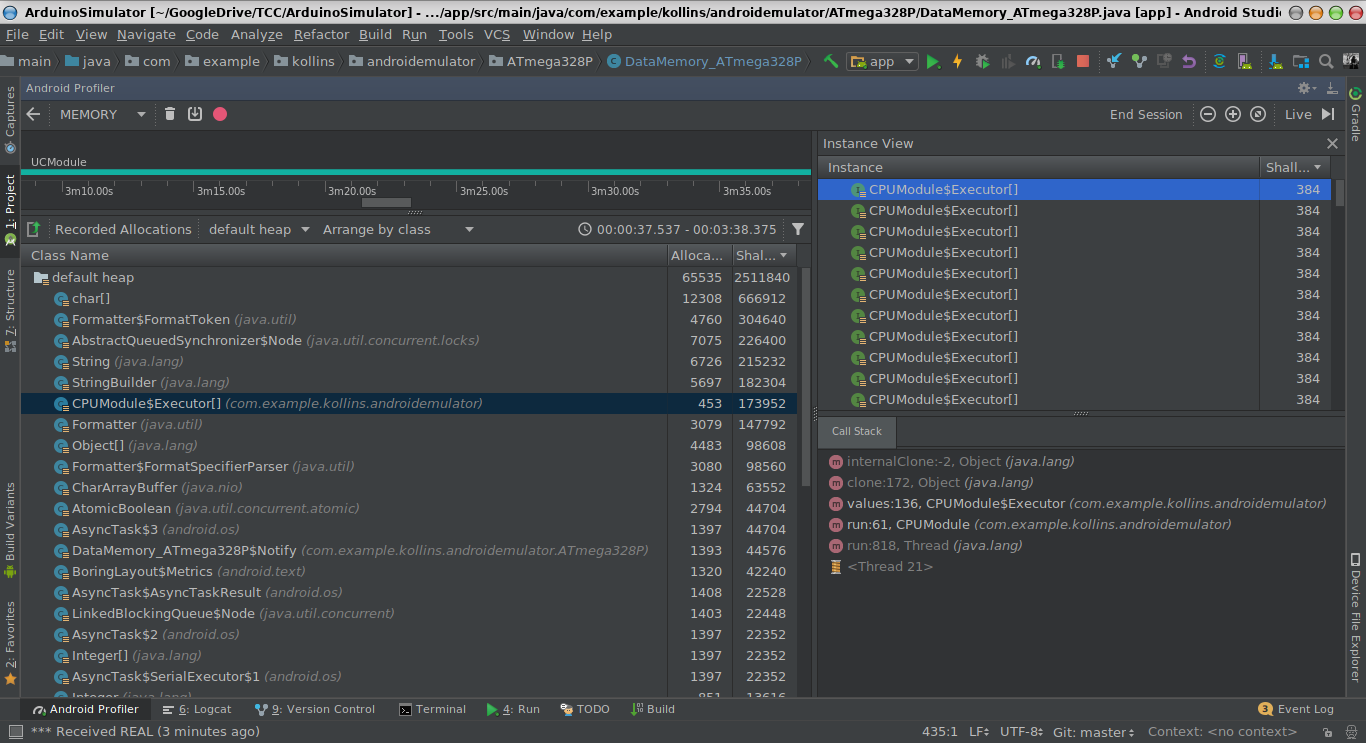 ArduinoSimulator [~/GoogleDrive/TCC/ArduinoSimulator] - .../app/src/main/java/com/example/kollins/androidemulator/ATmega328P/DataMemory_ATmega328P.java [app] - Android Studi
File Edit View Navigate Code Analyze Refactor Build Run Tools VCS Window Help
main java com example kollins androidemulator ATmega328P DataMemory_ATmega328P app
Android Profiler
MEMORY End Session Live
UCModule
3m10.00s 3m15.00s 3m20.00s 3m25.00s 3m30.00s 3m35.00s
Recorded Allocations default heap Arrange by class 00:00:37.537 - 00:03:38.375
Class Name Alloca... Shal...
default heap 65535 2511840
char[] 12308 666912
Formatter$FormatToken (java.util) 4760 304640
AbstractQueuedSynchronizer$Node (java.util.concurrent.locks) 7075 226400
String (java.lang) 6726 215232
StringBuilder (java.lang) 5697 182304
CPUModule$Executor[] (com.example.kollins.androidemulator) 453 173952
Formatter (java.util) 3079 147792
Object[] (java.lang) 4483 98608
Formatter$FormatSpecifierParser (java.util) 3080 98560
CharArrayBuffer (java.nio) 1324 63552
AtomicBoolean (java.util.concurrent.atomic) 2794 44704
AsyncTask$3 (android.os) 1397 44704
DataMemory_ATmega328P$Notify (com.example.kollins.androidemulator.ATmega328P) 1393 44576
BoringLayout$Metrics (android.text) 1320 42240
AsyncTask$AsyncTaskResult (android.os) 1408 22528
LinkedBlockingQueue$Node (java.util.concurrent) 1403 22448
AsyncTask$2 (android.os) 1397 22352
Integer[] (java.lang) 1397 22352
AsyncTask$SerialExecutor$1 (android.os) 1397 22352
Integer (java.lang) 851 13616
Instance View
Instance Shall...
CPUModule$Executor[] 384
CPUModule$Executor[] 384
CPUModule$Executor[] 384
CPUModule$Executor[] 384
CPUModule$Executor[] 384
CPUModule$Executor[] 384
CPUModule$Executor[] 384
CPUModule$Executor[] 384
CPUModule$Executor[] 384
CPUModule$Executor[] 384
CPUModule$Executor[] 384
Call Stack
internalClone:-2, Object (java.lang)
clone:172, Object (java.lang)
values:136, CPUModule$Executor (com.example.kollins.androidemulator)
run:61, CPUModule (com.example.kollins.androidemulator)
run:818, Thread (java.lang)
<Thread 21>
Captures
1: Project
7: Structure
Build Variants
2: Favorites
Gradle
Device File Explorer
Android Profiler 6: Logcat 9: Version Control Terminal 4: Run TODO Build 3 Event Log
*** Received REAL (3 minutes ago) 435:1 LF UTF-8 Git: master Context: <no context>